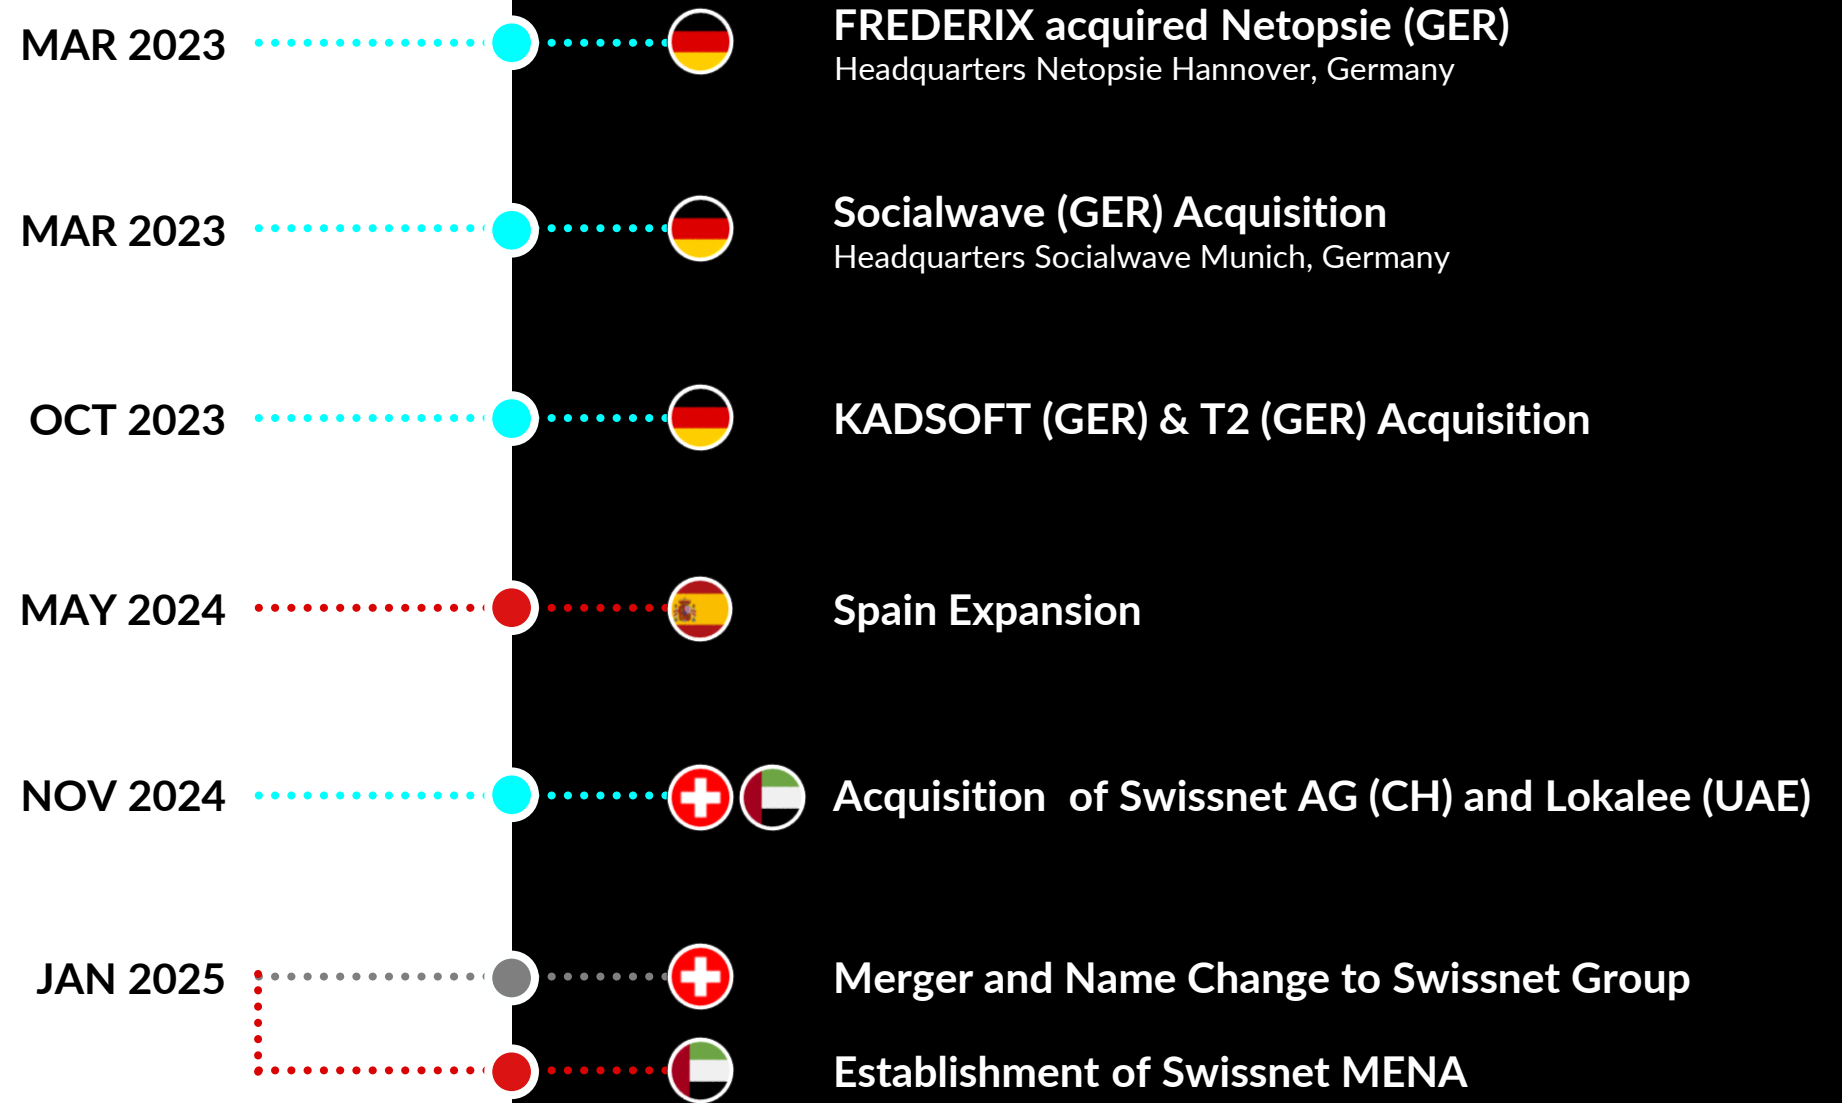 MAR 2023
FREDERIX acquired Netopsie (GER)
Headquarters Netopsie Hannover, Germany
MAR 2023
Socialwave (GER) Acquisition
Headquarters Socialwave Munich, Germany
OCT 2023
KADSOFT (GER) & T2 (GER) Acquisition
MAY 2024
Spain Expansion
NOV 2024
Acquisition  of Swissnet AG (CH) and Lokalee (UAE)
JAN 2025
Merger and Name Change to Swissnet Group
Establishment of Swissnet MENA